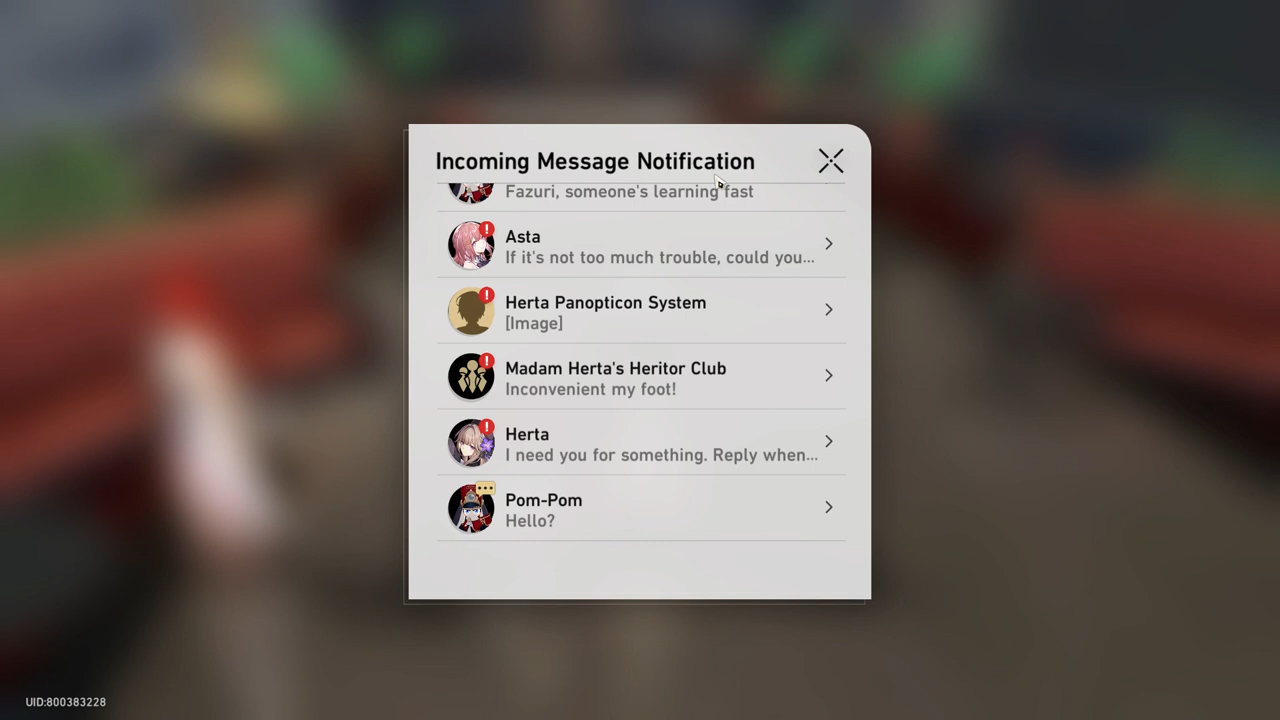 Incoming Message Notification
Fazuri, someone's learning fast
Asta
If it's not too much trouble, could you...
Herta Panopticon System
[Image]
Madam Herta's Heritor Club
Inconvenient my foot!
Herta
I need you for something. Reply when...
Pom-Pom
Hello?
UID:800383228